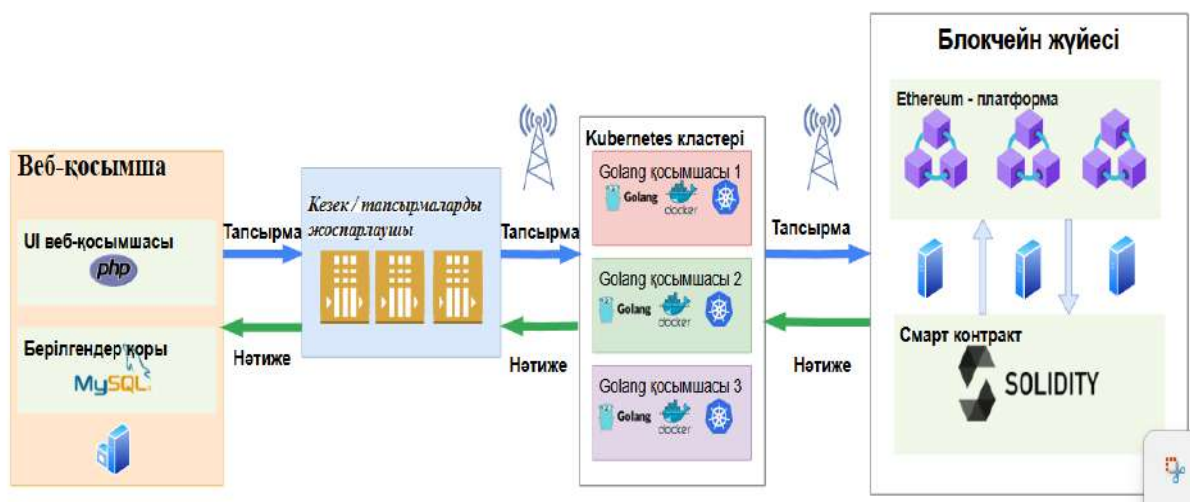 Веб-қосымша
UI веб-қосымшасы
php
Берілгендер қоры
MySQL
Тапсырма
Нәтиже
Кезек / тапсырмаларды
жоспарлаушы
Тапсырма
Нәтиже
Kubernetes кластері
Golang қосымшасы 1
Golang
docker
Golang қосымшасы 2
Golang
docker
Golang қосымшасы 3
Golang
docker
Тапсырма
Нәтиже
Блокчейн жүйесі
Ethereum - платформа
Смарт контракт
SOLIDITY